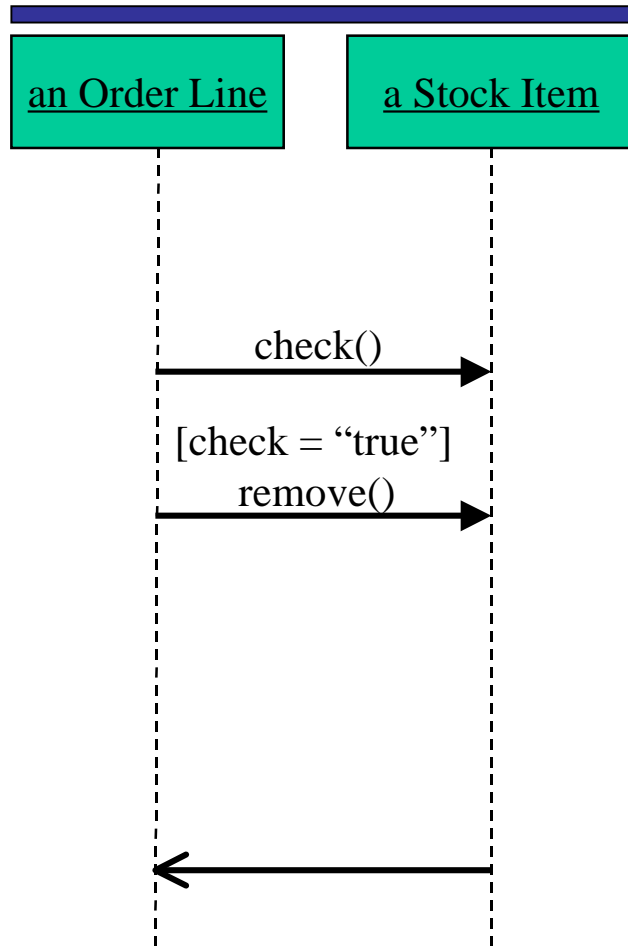 an Order Line
a Stock Item
check()
[check = “true”]
remove()